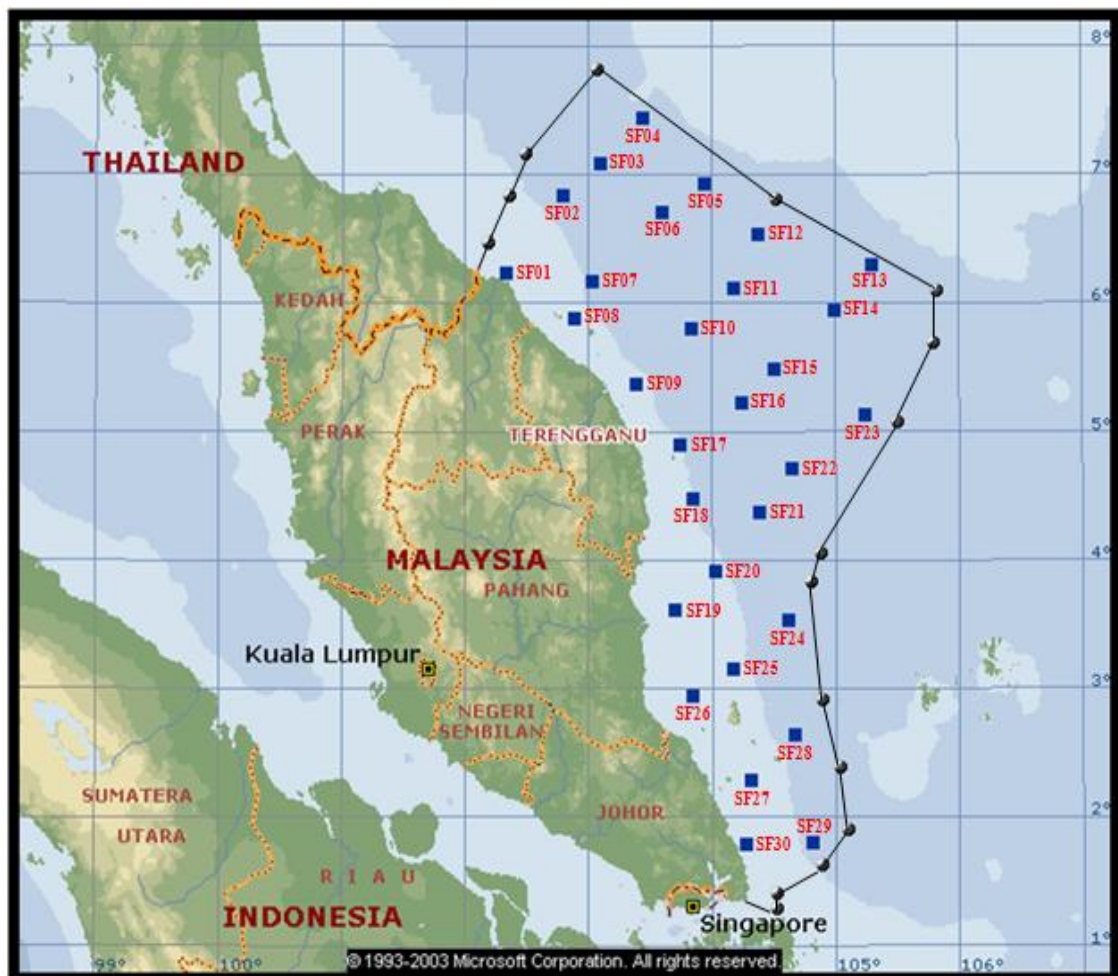 8°
SF04
THAILAND
SF03
7°
SF02
SF05
SF06
SF12
SF01
SF07
SF13
KEDAH
SF11
6°
SF08
SF14
SF10
SF15
SF09
SF16
PERAK
TERENGGANU
SF23
5°
SF17
SF22
SF18
SF21
MALAYSIA
SF20
4°
PAHANG
SF19
SF24
Kuala Lumpur
SF25
3°
NEGERI
SEMBILAN
SF26
SF28
SUMATERA
SF27
UTARA
JOHOR
2°
SF29
SF30
RIAU
INDONESIA
Singapore
1°
99°
100°
© 1993-2003 Microsoft Corporation. All rights reserved.
105°
106°